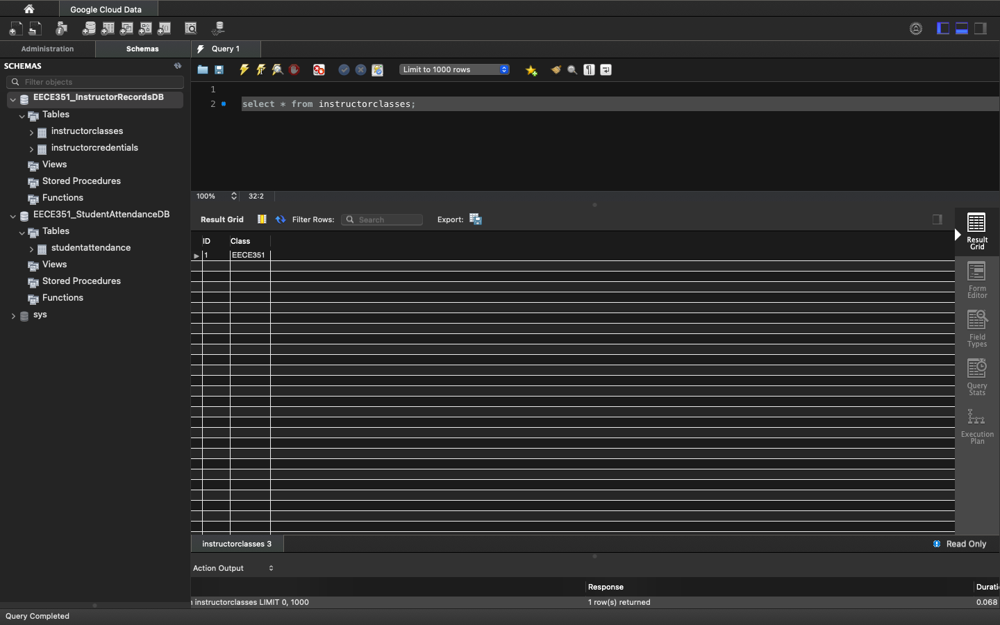 Google Cloud Data
Administration
Schemas
Query 1
SCHEMAS
Filter objects
EECE351_InstructorRecordsDB
Tables
instructorclasses
instructorcredentials
Views
Stored Procedures
Functions
EECE351_StudentAttendanceDB
Tables
studentattendance
Views
Stored Procedures
Functions
sys
Limit to 1000 rows
1
2 select * from instructorclasses;
100% 32:2
Result Grid Filter Rows: Search Export:
ID Class
1 EECE351
Result
Grid
Form
Editor
Field
Types
Query
Stats
Execution
Plan
instructorclasses 3
Read Only
Action Output
Response
instructorclasses LIMIT 0, 1000 1 row(s) returned 0.068
Query Completed